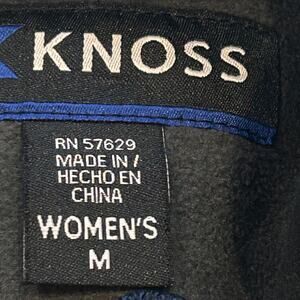 KNOSS
RN 57629
MADE IN /
HECHO EN
CHINA
WOMEN'S
M